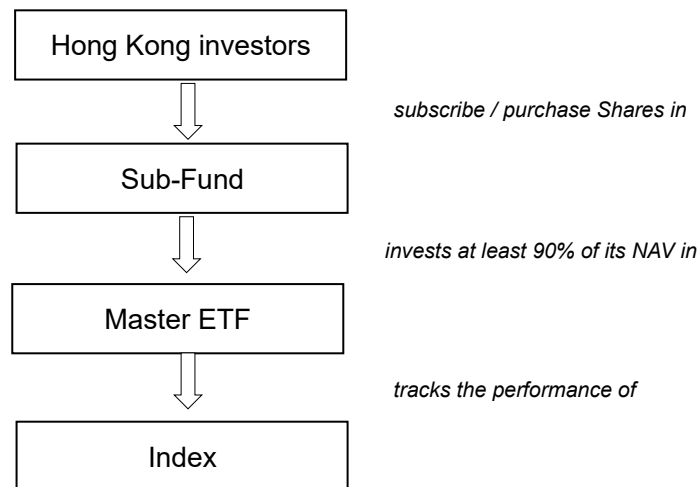 Hong Kong investors
subscribe / purchase Shares in
Sub-Fund
invests at least 90% of its NAV in
Master ETF
tracks the performance of
Index